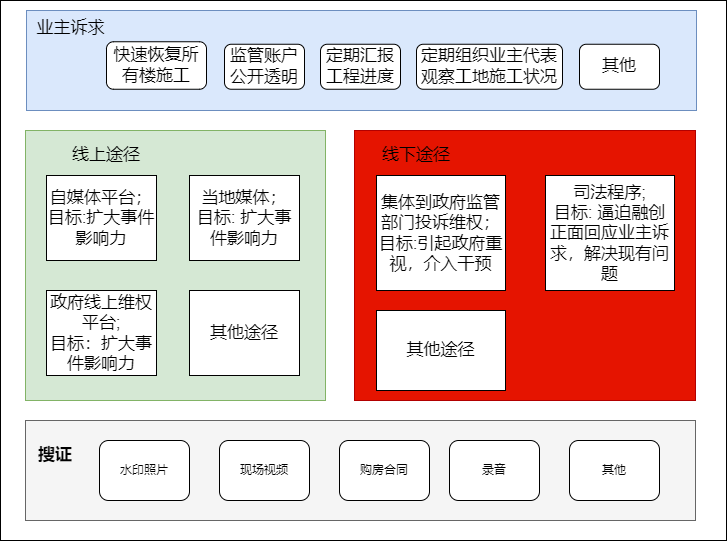 业主诉求
快速恢复所
有楼施工
监管账户
公开透明
定期汇报
工程进度
定期组织业主代表
观察工地施工状况
其他
线上途径
自媒体平台；
目标:扩大事件
影响力
当地媒体；
目标: 扩大事
件影响力
政府线上维权
平台;
目标：扩大事
件影响力
其他途径
线下途径
集体到政府监管
部门投诉维权；
目标:引起政府重
视，介入干预
司法程序;
目标: 逼迫融创
正面回应业主诉
求，解决现有问
题
其他途径
搜证
水印照片
现场视频
购房合同
录音
其他